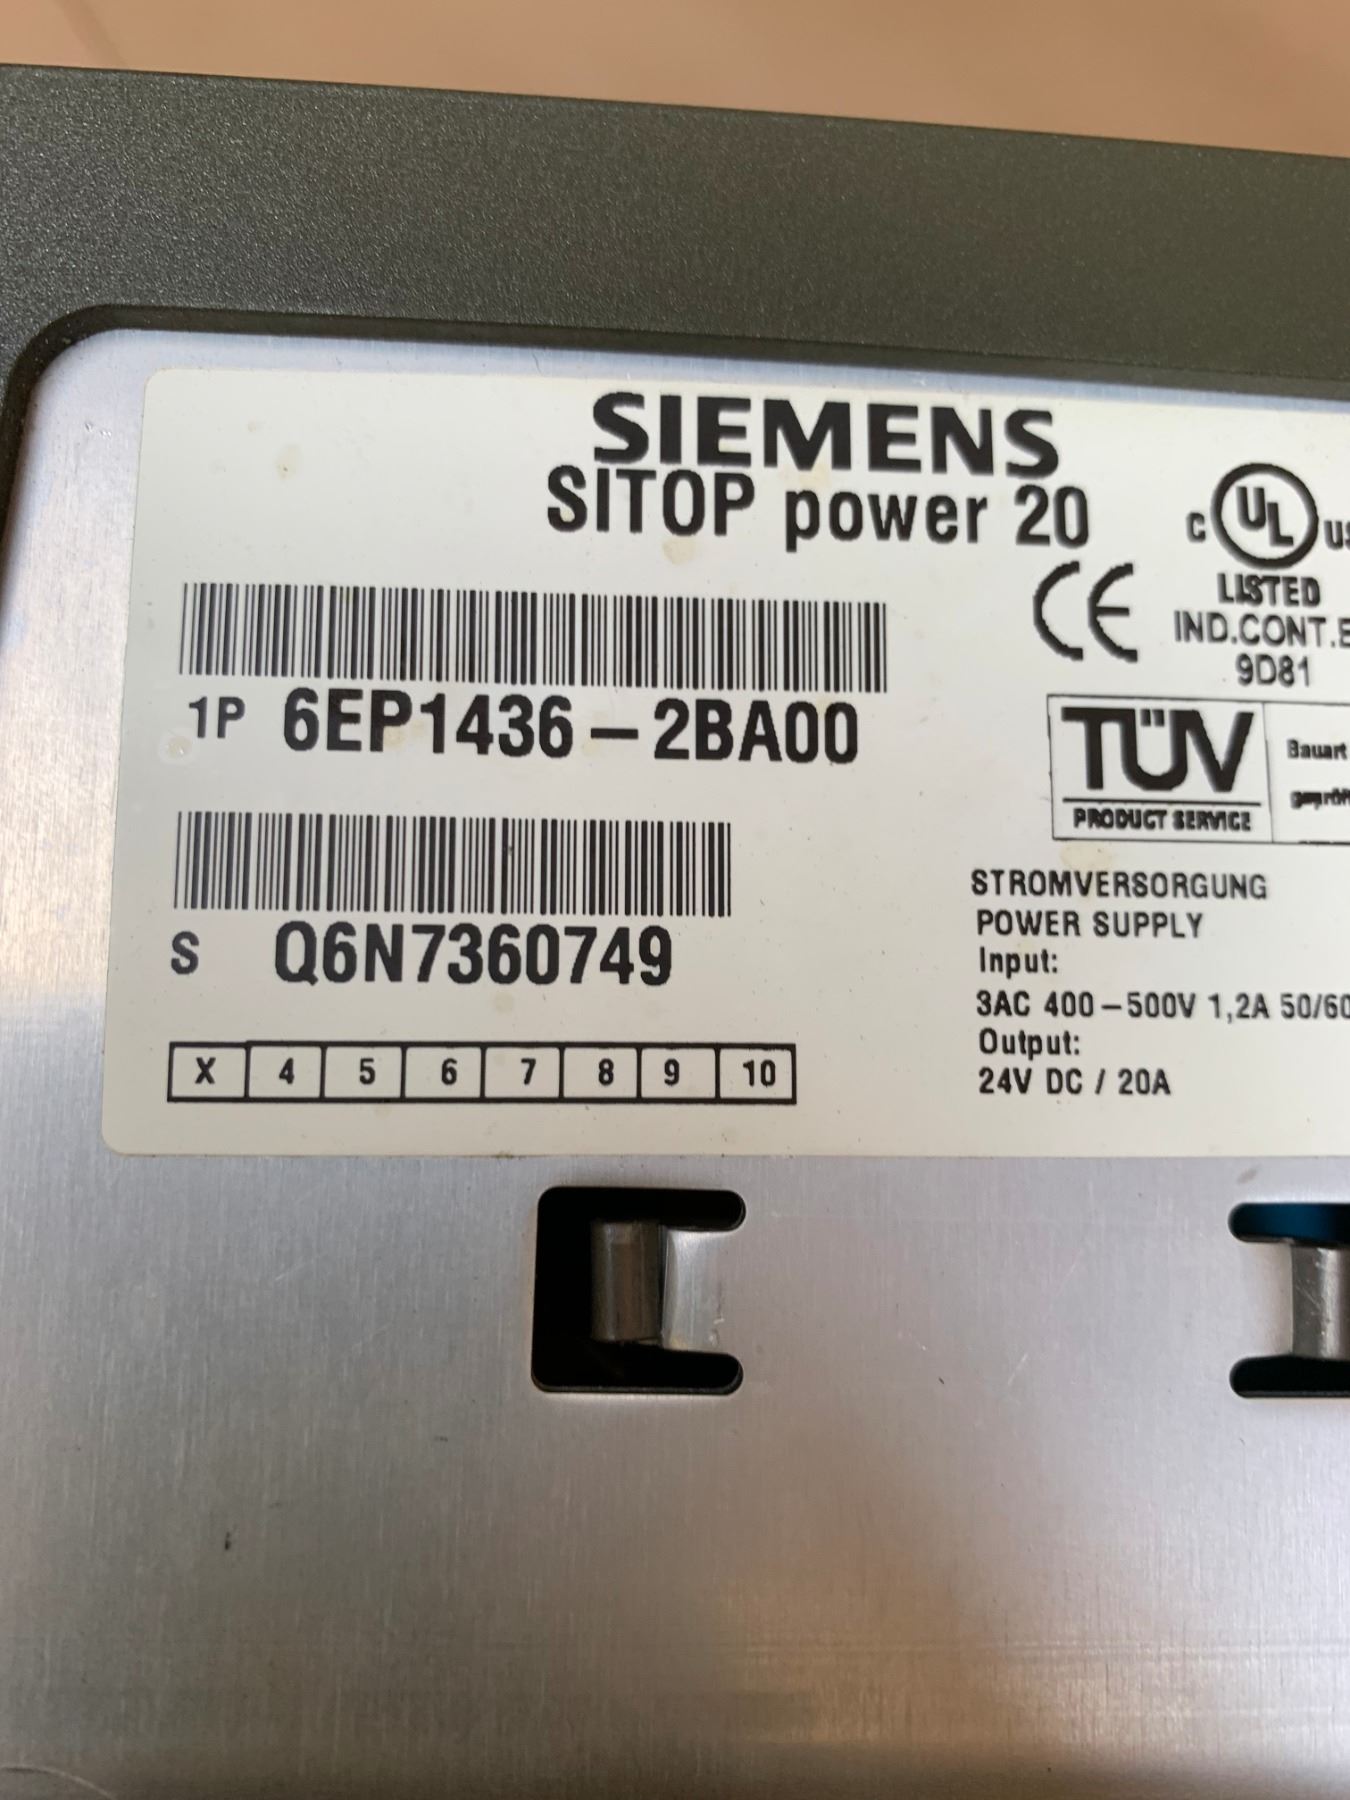 SIEMENS
SITOP power 20
C UL US
LISTED
IND.CONT.E
9D81
1P 6EP1436-2BA00
TÜV
PRODUCT SERVICE
Bauart
S Q6N7360749
STROMVERSORGUNG
POWER SUPPLY
Input:
3AC 400-500V 1,2A 50/60
Output:
24V DC / 20A
X 4 5 6 7 8 9 10